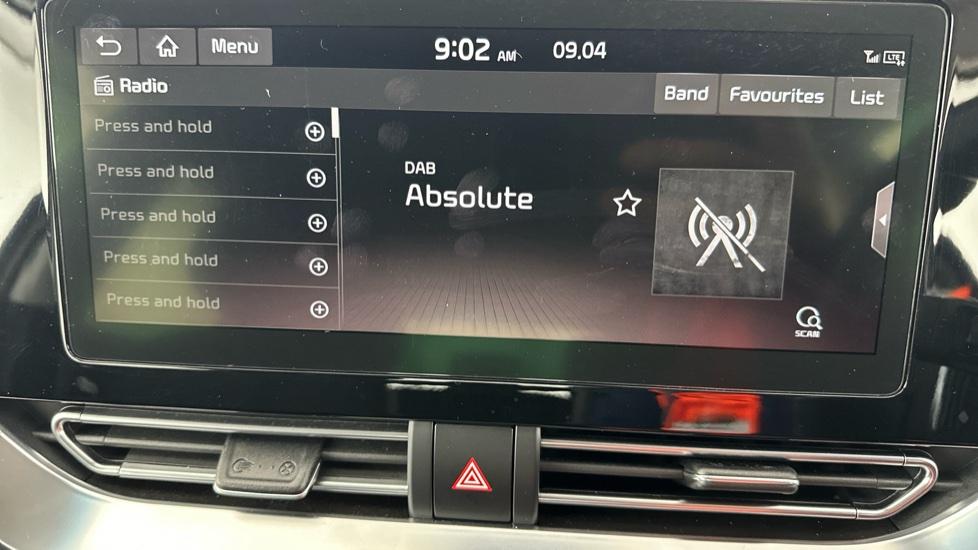 Menu 9:02 AM 09.04 LTE
Radio Band Favourites List
Press and hold
Press and hold
DAB
Absolute
Press and hold
Press and hold
Press and hold
SCAN